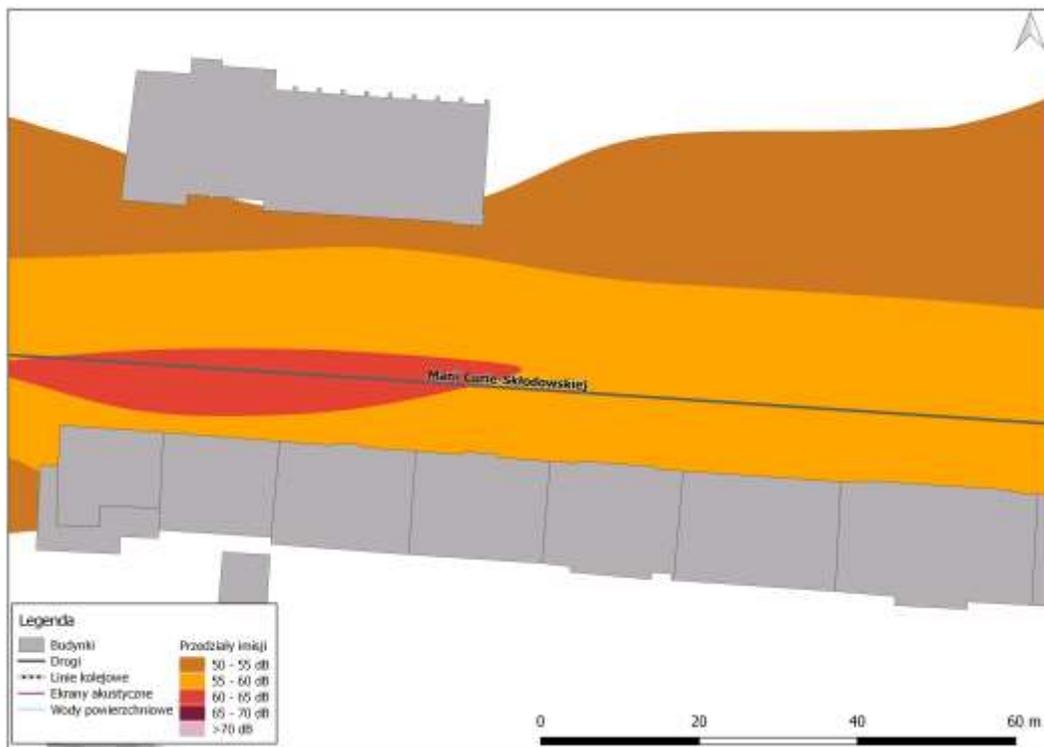 Marii Curie-Skłodowskiej
Legenda
Budynki
Drogi
Linie kolejowe
Ekrany akustyczne
Wody powierzchniowe
Przedziały imisji
50 - 55 dB
55 - 60 dB
60 - 65 dB
65 - 70 dB
>70 dB
0 20 40 60 m